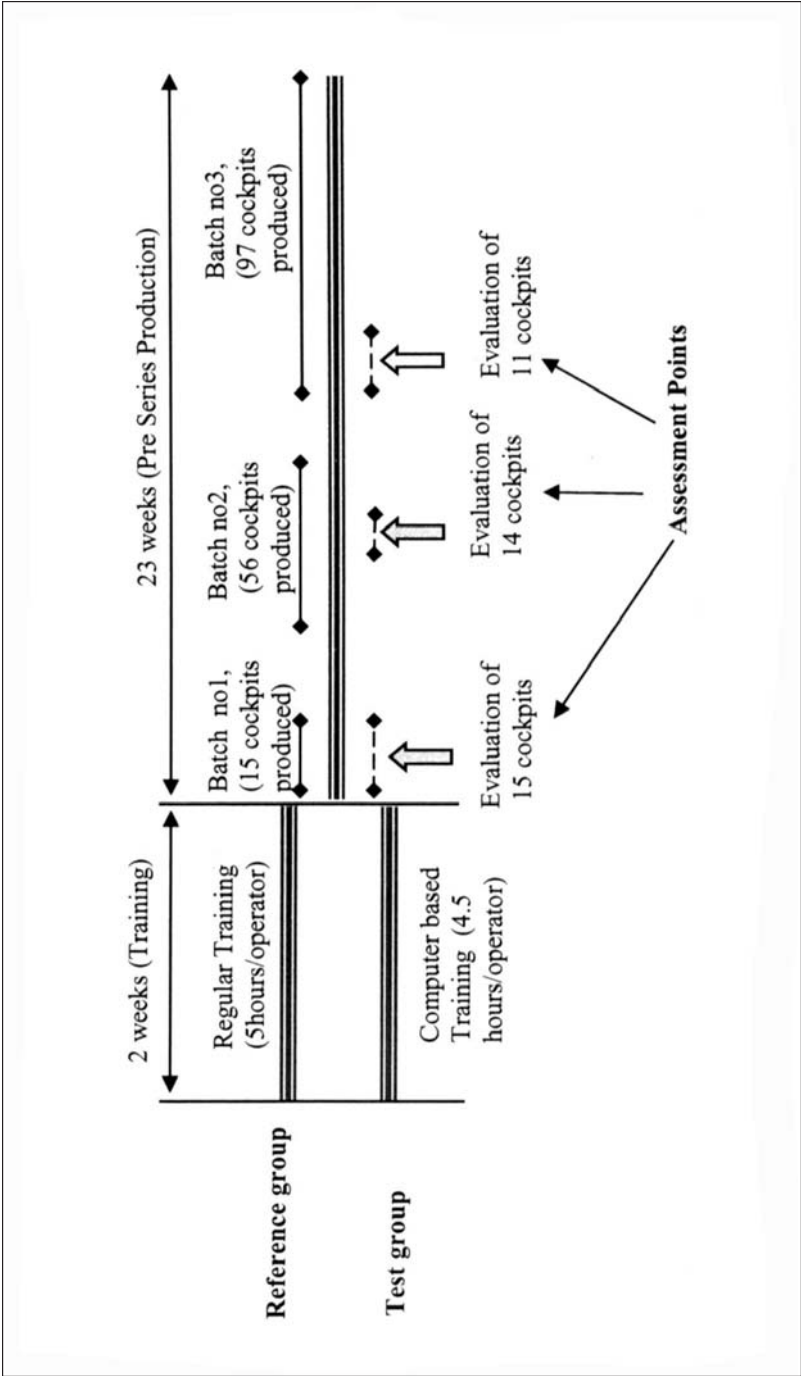 2 weeks (Training)
23 weeks (Pre Series Production)
Reference group
Regular Training
(5hours/operator)
Batch no1,
(15 cockpits
produced)
Batch no2,
(56 cockpits
produced)
Batch no3,
(97 cockpits
produced)
Test group
Computer based
Training (4.5
hours/operator)
Evaluation of
15 cockpits
Evaluation of
14 cockpits
Evaluation of
11 cockpits
Assessment Points